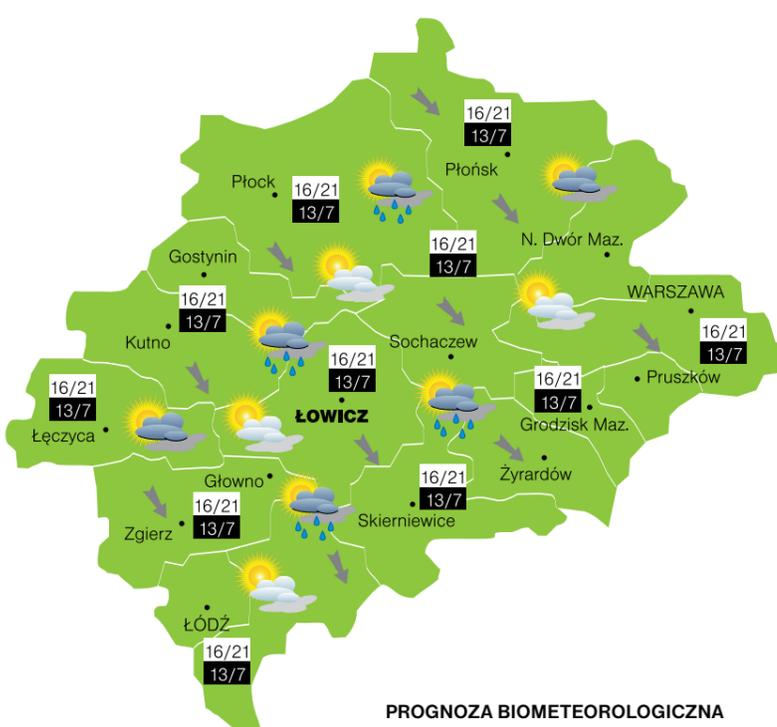 16/21
13/7
Płońsk
Płock
16/21
13/7
N. Dwór Maz.
16/21
13/7
Gostynin
16/21
13/7
Kutno
WARSZAWA
16/21
13/7
Sochaczew
16/21
13/7
ŁOWICZ
Pruszków
16/21
13/7
Grodzisk Maz.
16/21
13/7
Łęczyca
Żyrardów
Głowno
16/21
13/7
Skierniewice
16/21
13/7
Zgierz
ŁÓDŹ
16/21
13/7
PROGNOZA BIOMETEOROLOGICZNA